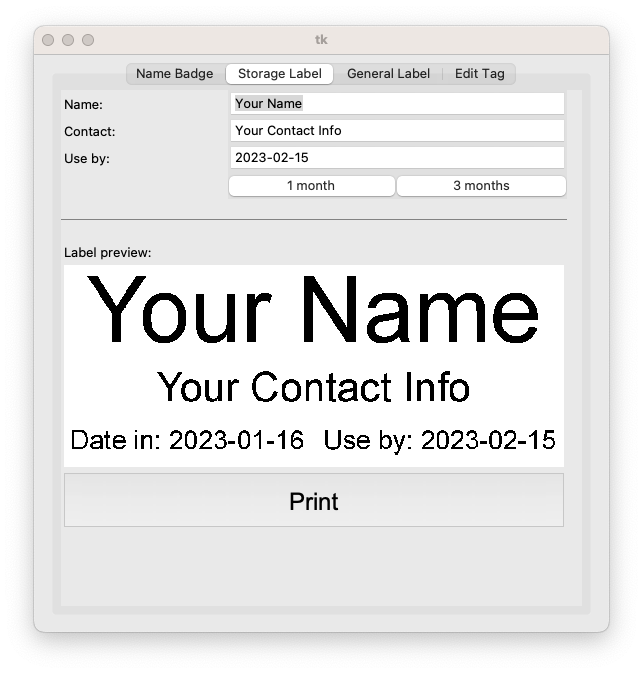 tk
Name Badge Storage Label General Label Edit Tag
Name: Your Name
Contact: Your Contact Info
Use by: 2023-02-15
1 month 3 months
Label preview:
Your Name
Your Contact Info
Date in: 2023-01-16 Use by: 2023-02-15
Print